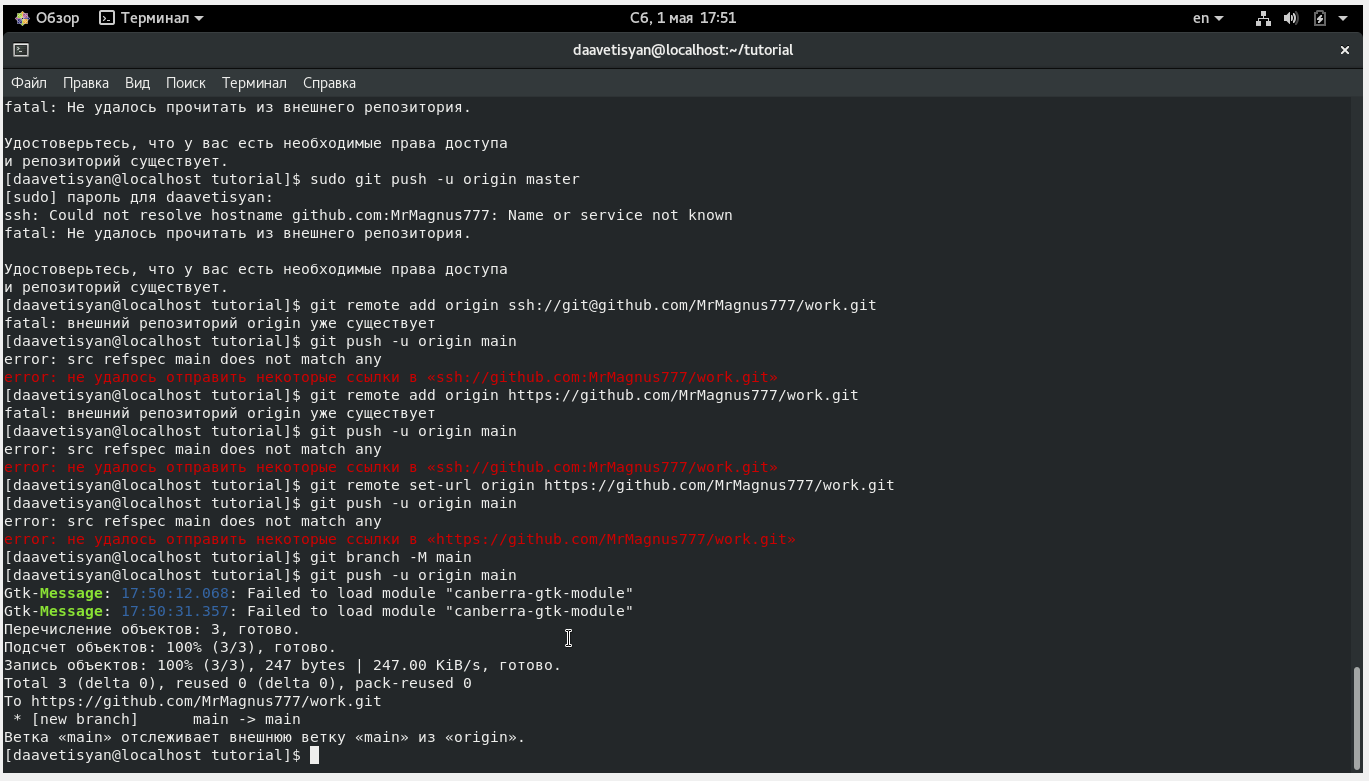 Обзор Терминал Сб, 1 мая 17:51 en
daavetisyan@localhost:~/tutorial
Файл Правка Вид Поиск Терминал Справка
fatal: Не удалось прочитать из внешнего репозитория.
Удостоверьтесь, что у вас есть необходимые права доступа
и репозиторий существует.
[daavetisyan@localhost tutorial]$ sudo git push -u origin master
[sudo] пароль для daavetisyan:
ssh: Could not resolve hostname github.com:MrMagnus777: Name or service not known
fatal: Не удалось прочитать из внешнего репозитория.
Удостоверьтесь, что у вас есть необходимые права доступа
и репозиторий существует.
[daavetisyan@localhost tutorial]$ git remote add origin ssh://git@github.com/MrMagnus777/work.git
fatal: внешний репозиторий origin уже существует
[daavetisyan@localhost tutorial]$ git push -u origin main
error: src refspec main does not match any
error: не удалось отправить некоторые ссылки в «ssh://github.com:MrMagnus777/work.git»
[daavetisyan@localhost tutorial]$ git remote add origin https://github.com/MrMagnus777/work.git
fatal: внешний репозиторий origin уже существует
[daavetisyan@localhost tutorial]$ git push -u origin main
error: src refspec main does not match any
error: не удалось отправить некоторые ссылки в «ssh://github.com:MrMagnus777/work.git»
[daavetisyan@localhost tutorial]$ git remote set-url origin https://github.com/MrMagnus777/work.git
[daavetisyan@localhost tutorial]$ git push -u origin main
error: src refspec main does not match any
error: не удалось отправить некоторые ссылки в «https://github.com/MrMagnus777/work.git»
[daavetisyan@localhost tutorial]$ git branch -M main
[daavetisyan@localhost tutorial]$ git push -u origin main
Gtk-Message: 17:50:12.068: Failed to load module "canberra-gtk-module"
Gtk-Message: 17:50:31.357: Failed to load module "canberra-gtk-module"
Перечисление объектов: 3, готово.
Подсчет объектов: 100% (3/3), готово.
Запись объектов: 100% (3/3), 247 bytes | 247.00 KiB/s, готово.
Total 3 (delta 0), reused 0 (delta 0), pack-reused 0
To https://github.com/MrMagnus777/work.git
 * [new branch]      main -> main
Ветка «main» отслеживает внешнюю ветку «main» из «origin».
[daavetisyan@localhost tutorial]$